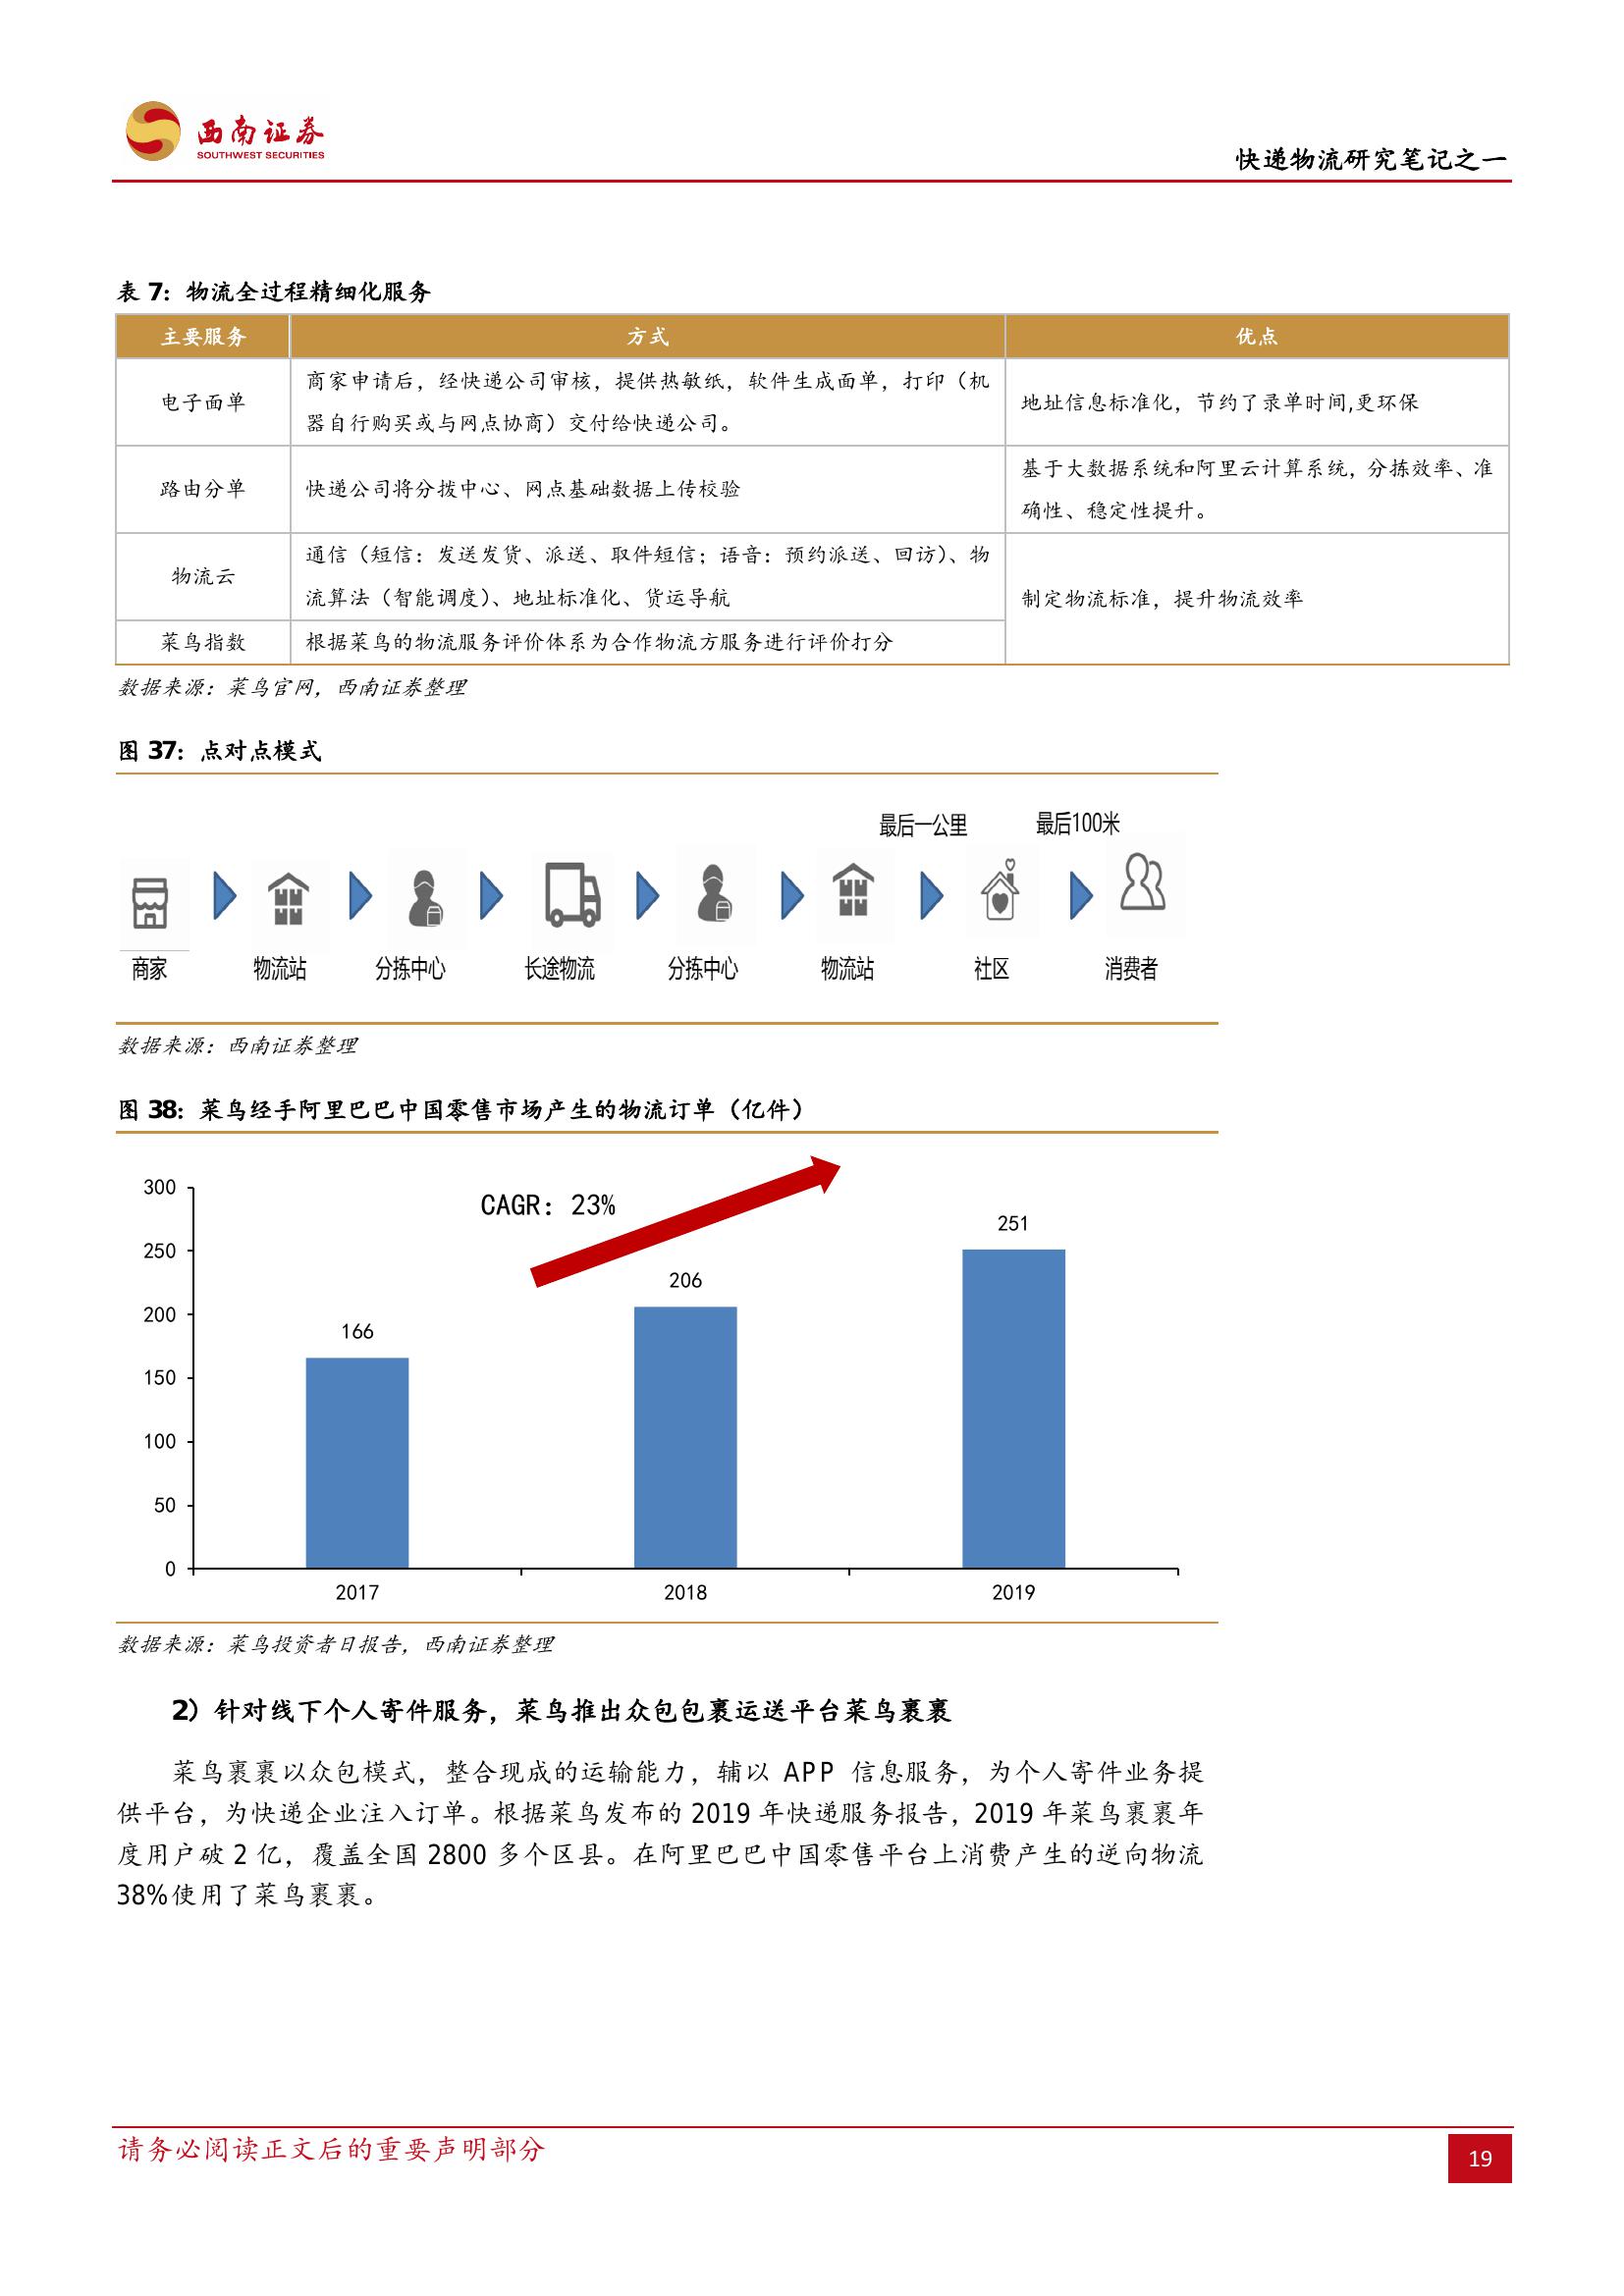 西南证券
SOUTHWEST SECURITIES
快递物流研究笔记之一
表 7：物流全过程精细化服务
主要服务 方式 优点
电子面单
商家申请后，经快递公司审核，提供热敏纸，软件生成面单，打印（机
器自行购买或与网点协商）交付给快递公司。
地址信息标准化，节约了录单时间,更环保
路由分单
快递公司将分拨中心、网点基础数据上传校验
基于大数据系统和阿里云计算系统，分拣效率、准
确性、稳定性提升。
物流云
通信（短信：发送发货、派送、取件短信；语音：预约派送、回访）、物
流算法（智能调度）、地址标准化、货运导航
制定物流标准，提升物流效率
菜鸟指数
根据菜鸟的物流服务评价体系为合作物流方服务进行评价打分
数据来源：菜鸟官网，西南证券整理
图 37：点对点模式
最后一公里 最后100米
商家 物流站 分拣中心 长途物流 分拣中心 物流站 社区 消费者
数据来源：西南证券整理
图 38：菜鸟经手阿里巴巴中国零售市场产生的物流订单（亿件）
300
250
200
150
100
50
0
CAGR：23%
166
206
251
2017 2018 2019
数据来源：菜鸟投资者日报告，西南证券整理
2）针对线下个人寄件服务，菜鸟推出众包包裹运送平台菜鸟裹裹
菜鸟裹裹以众包模式，整合现成的运输能力，辅以 APP 信息服务，为个人寄件业务提
供平台，为快递企业注入订单。根据菜鸟发布的 2019 年快递服务报告，2019 年菜鸟裹裹年
度用户破 2 亿，覆盖全国 2800 多个区县。在阿里巴巴中国零售平台上消费产生的逆向物流
38%使用了菜鸟裹裹。
请务必阅读正文后的重要声明部分
19